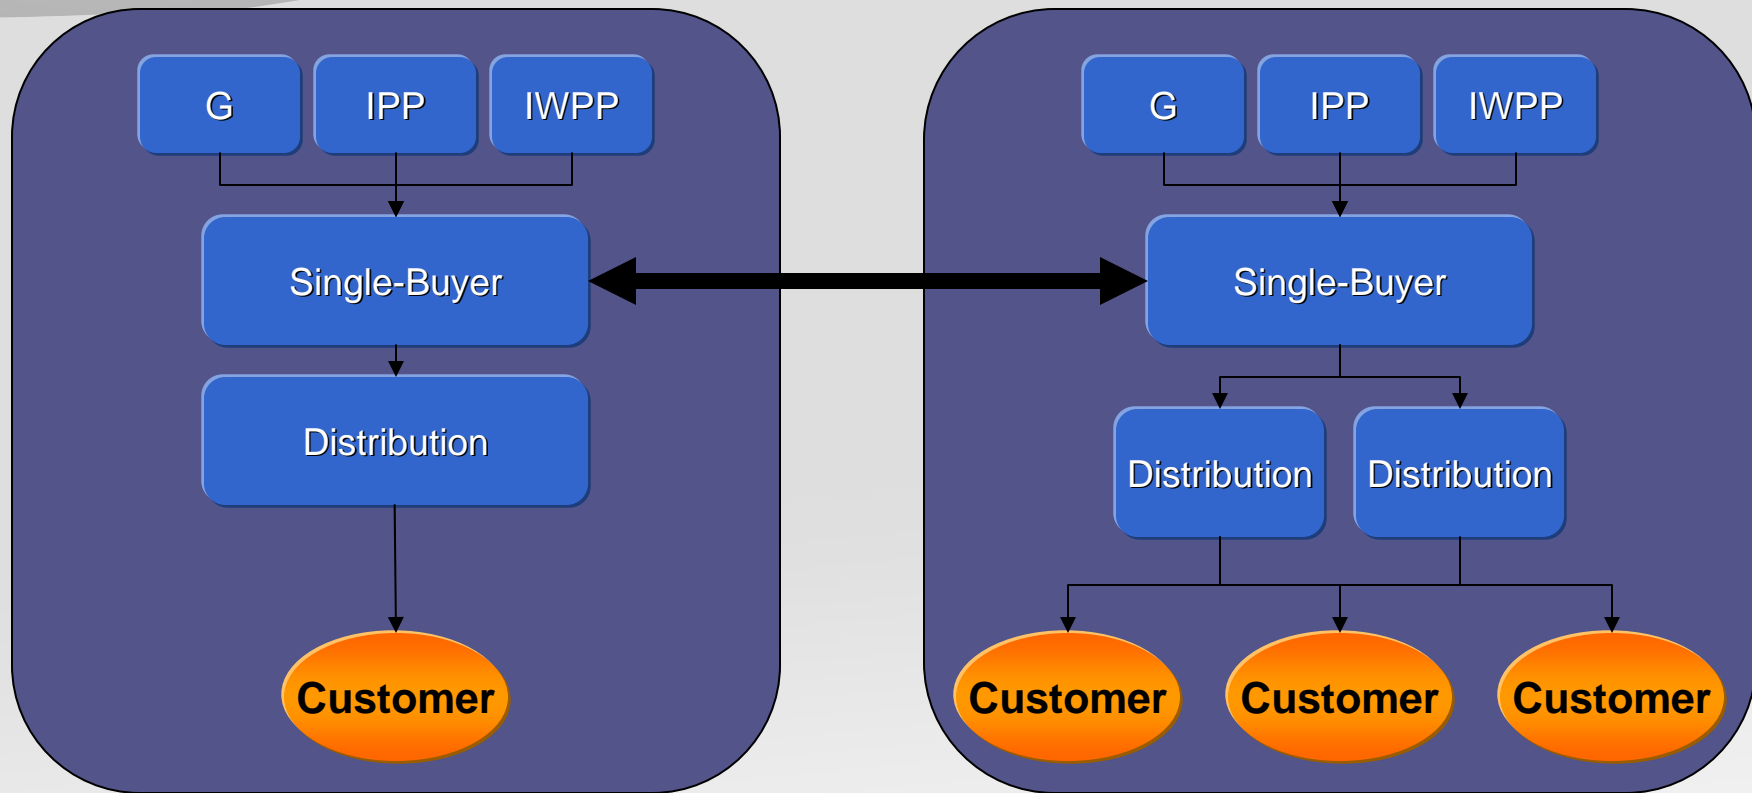 G
IPP
IWPP
Single-Buyer
Distribution
Customer
G
IPP
IWPP
Single-Buyer
Distribution
Distribution
Customer
Customer
Customer